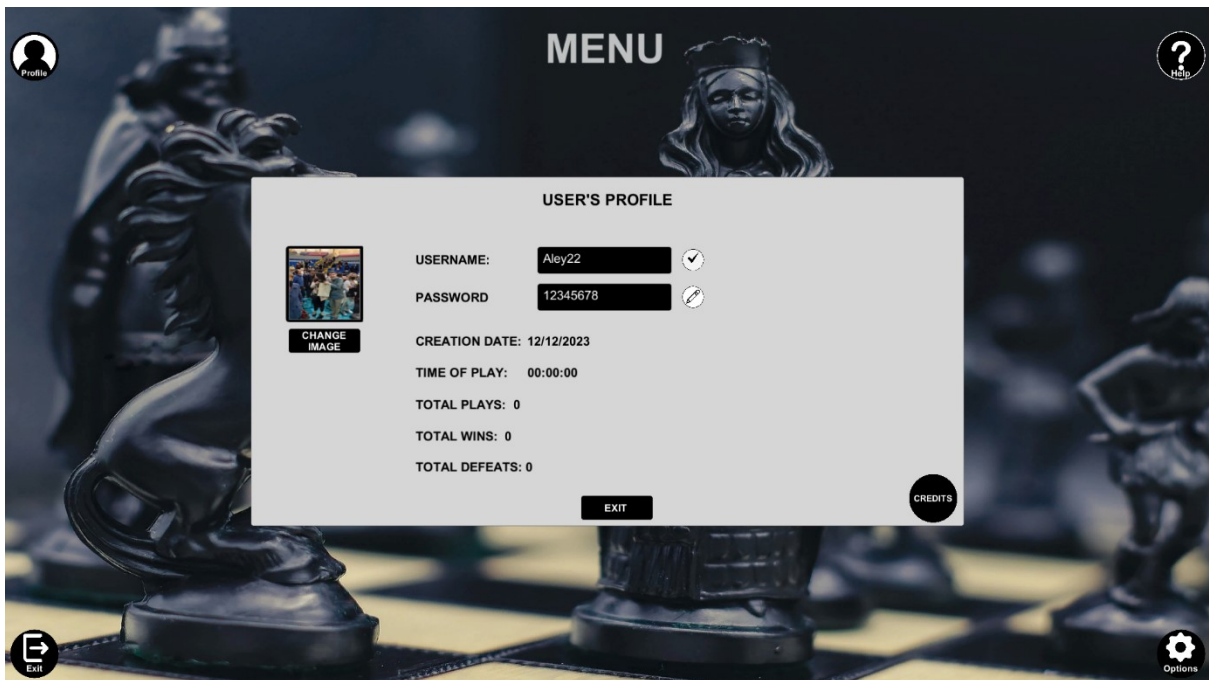 MENU
Profile
Help
USER'S PROFILE
USERNAME: Aley22
PASSWORD 12345678
CHANGE
IMAGE
CREATION DATE: 12/12/2023
TIME OF PLAY: 00:00:00
TOTAL PLAYS: 0
TOTAL WINS: 0
TOTAL DEFEATS: 0
EXIT
CREDITS
Exit
Options